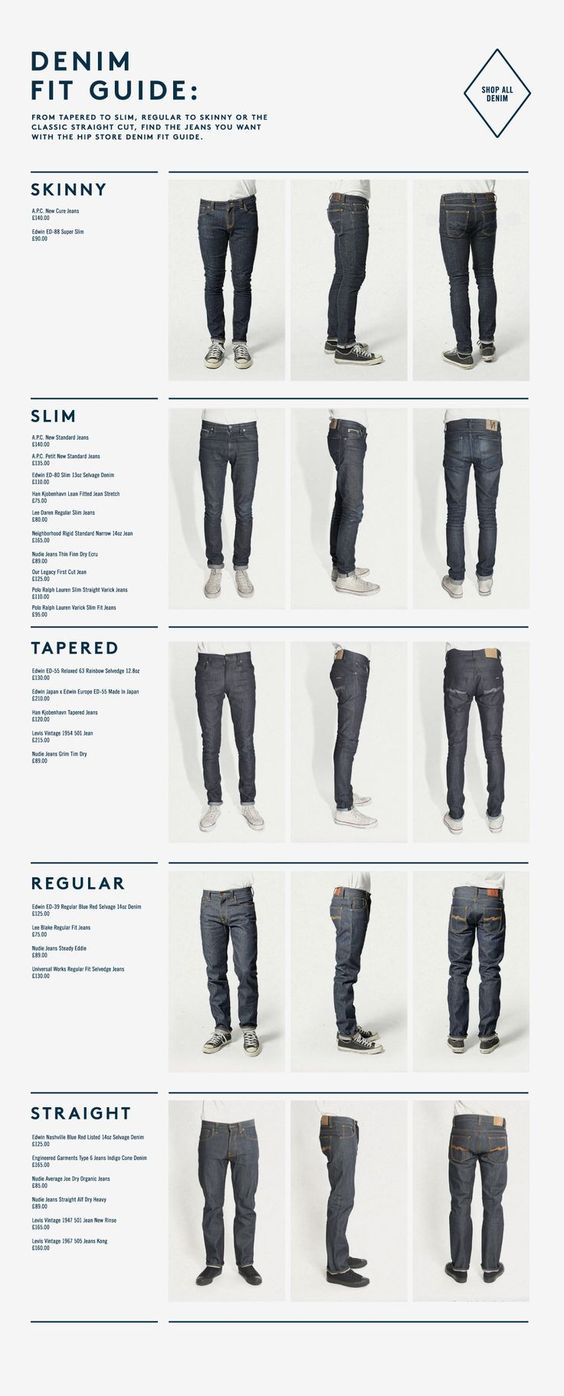 DENIM
FIT GUIDE:
FROM TAPERED TO SLIM, REGULAR TO SKINNY OR THE
CLASSIC STRAIGHT CUT, FIND THE JEANS YOU WANT
WITH THE HIP STORE DENIM FIT GUIDE.
SHOP ALL
DENIM
SKINNY
A.P.C. New Cure Jeans
£140.00
Edwin ED-88 Super Slim
£90.00
SLIM
A.P.C. New Standard Jeans
£140.00
A.P.C. Petit New Standard Jeans
£135.00
Edwin ED-80 Slim 13oz Selvage Denim
£110.00
Han Kjobenhavn Lean Fitted Jean Stretch
£75.00
Lee Daren Regular Slim Jeans
£80.00
Neighborhood Rigid Standard Narrow 14oz Jean
£165.00
Nudie Jeans Thin Finn Dry Ecru
£89.00
Our Legacy First Cut Jean
£125.00
Polo Ralph Lauren Slim Straight Varick Jeans
£110.00
Polo Ralph Lauren Varick Slim Fit Jeans
£95.00
TAPERED
Edwin ED-55 Relaxed 63 Rainbow Selvedge 12.8oz
£130.00
Edwin Japan x Edwin Europe ED-55 Made In Japan
£210.00
Han Kjobenhavn Tapered Jeans
£120.00
Levis Vintage 1954 501 Jean
£215.00
Nudie Jeans Grim Tim Dry
£89.00
REGULAR
Edwin ED-39 Regular Blue Red Selvage 14oz Denim
£125.00
Lee Blake Regular Fit Jeans
£75.00
Nudie Jeans Steady Eddie
£89.00
Universal Works Regular Fit Selvedge Jeans
£130.00
STRAIGHT
Edwin Nashville Blue Red Listed 14oz Selvage Denim
£125.00
Engineered Garments Type 6 Jeans Indigo Cone Denim
£165.00
Nudie Average Joe Dry Organic Jeans
£85.00
Nudie Jeans Straight Alf Dry Heavy
£89.00
Levis Vintage 1947 501 Jean New Rinse
£165.00
Levis Vintage 1967 505 Jeans Kong
£160.00